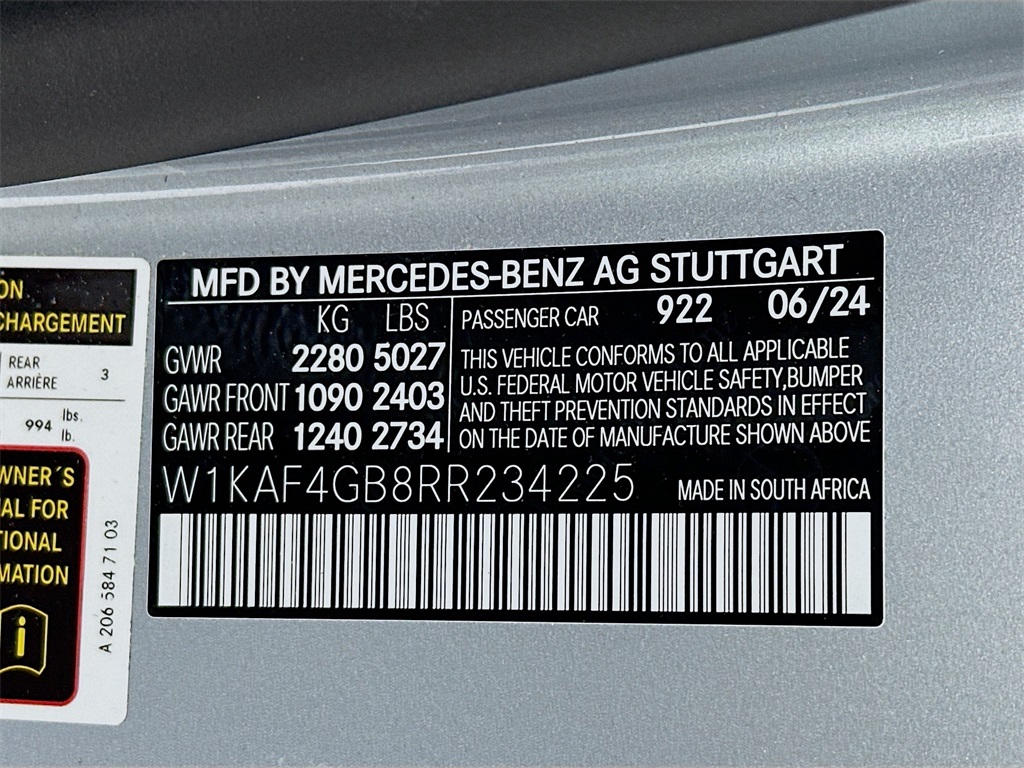 ON
CHARGEMENT
REAR
ARRIÈRE
3
994 lbs.
lb.
WNER´S
AL FOR
TIONAL
MATION
i
A 206 584 71 03
MFD BY MERCEDES-BENZ AG STUTTGART
KG LBS
GVWR 2280 5027
GAWR FRONT 1090 2403
GAWR REAR 1240 2734
PASSENGER CAR 922 06/24
THIS VEHICLE CONFORMS TO ALL APPLICABLE
U.S. FEDERAL MOTOR VEHICLE SAFETY,BUMPER
AND THEFT PREVENTION STANDARDS IN EFFECT
ON THE DATE OF MANUFACTURE SHOWN ABOVE
W1KAF4GB8RR234225
MADE IN SOUTH AFRICA